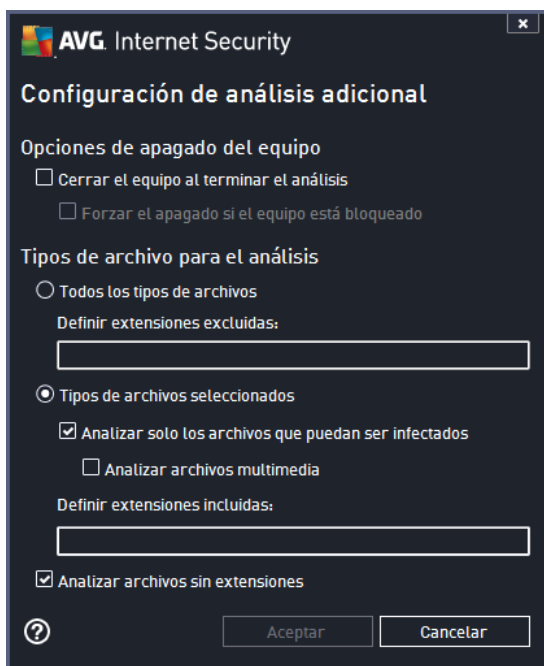 AVG. Internet Security
x
Configuración de análisis adicional
Opciones de apagado del equipo
Cerrar el equipo al terminar el análisis
Forzar el apagado si el equipo está bloqueado
Tipos de archivo para el análisis
Todos los tipos de archivos
Definir extensiones excluidas:
Tipos de archivos seleccionados
Analizar solo los archivos que puedan ser infectados
Analizar archivos multimedia
Definir extensiones incluidas:
Analizar archivos sin extensiones
?
Aceptar
Cancelar